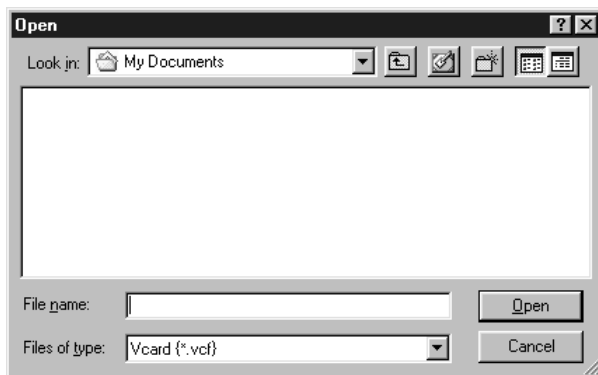 Open
Look in: My Documents
File name:
Open
Files of type: Vcard {*.vcf}
Cancel